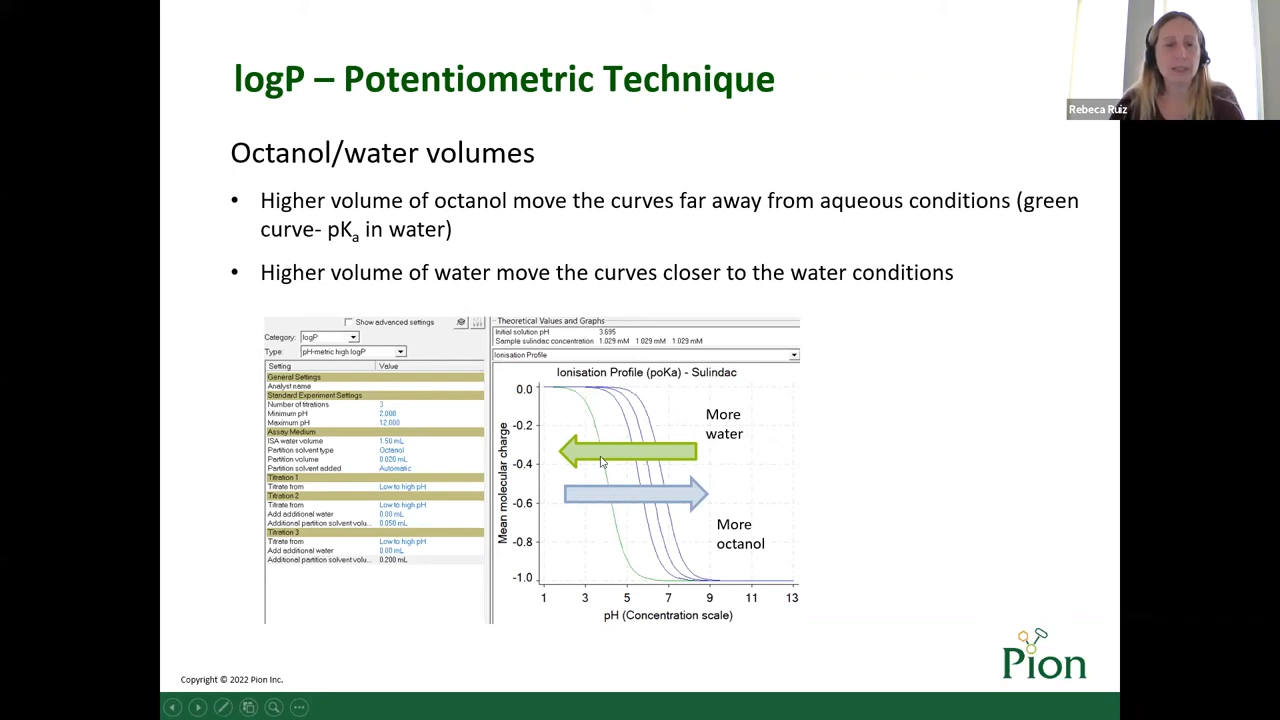 logP – Potentiometric Technique
Rebeca Ruiz
Octanol/water volumes
• Higher volume of octanol move the curves far away from aqueous conditions (green
curve- pKa in water)
• Higher volume of water move the curves closer to the water conditions
Show advanced settings
Category: logP
Type: pH-metric high logP
Setting Value
General Settings
Analyst name
Standard Experiment Settings
Number of titrations 3
Minimum pH 2.000
Maximum pH 12.000
Assay Medium
ISA water volume 1.50 mL
Partition solvent type Octanol
Partition volume 0.020 mL
Partition solvent added Automatic
Titration 1
Titrate from Low to high pH
Titration 2
Titrate from Low to high pH
Add additional water 0.00 mL
Additional partition solvent volu... 0.050 mL
Titration 3
Titrate from Low to high pH
Add additional water 0.00 mL
Additional partition solvent volu... 0.200 mL
Theoretical Values and Graphs
Initial solution pH 3.695
Sample sulindac concentration 1.029 mM 1.029 mM 1.029 mM
Ionisation Profile
Ionisation Profile (poKa) - Sulindac
Mean molecular charge
0.0
-0.2
-0.4
-0.6
-0.8
-1.0
More
water
More
octanol
1 3 5 7 9 11 13
pH (Concentration scale)
Pion
Copyright © 2022 Pion Inc.